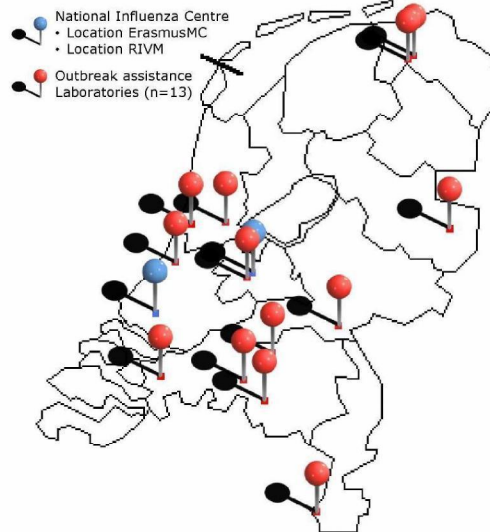 National Influenza Centre
• Location ErasmusMC
• Location RIVM
Outbreak assistance
Laboratories (n=13)